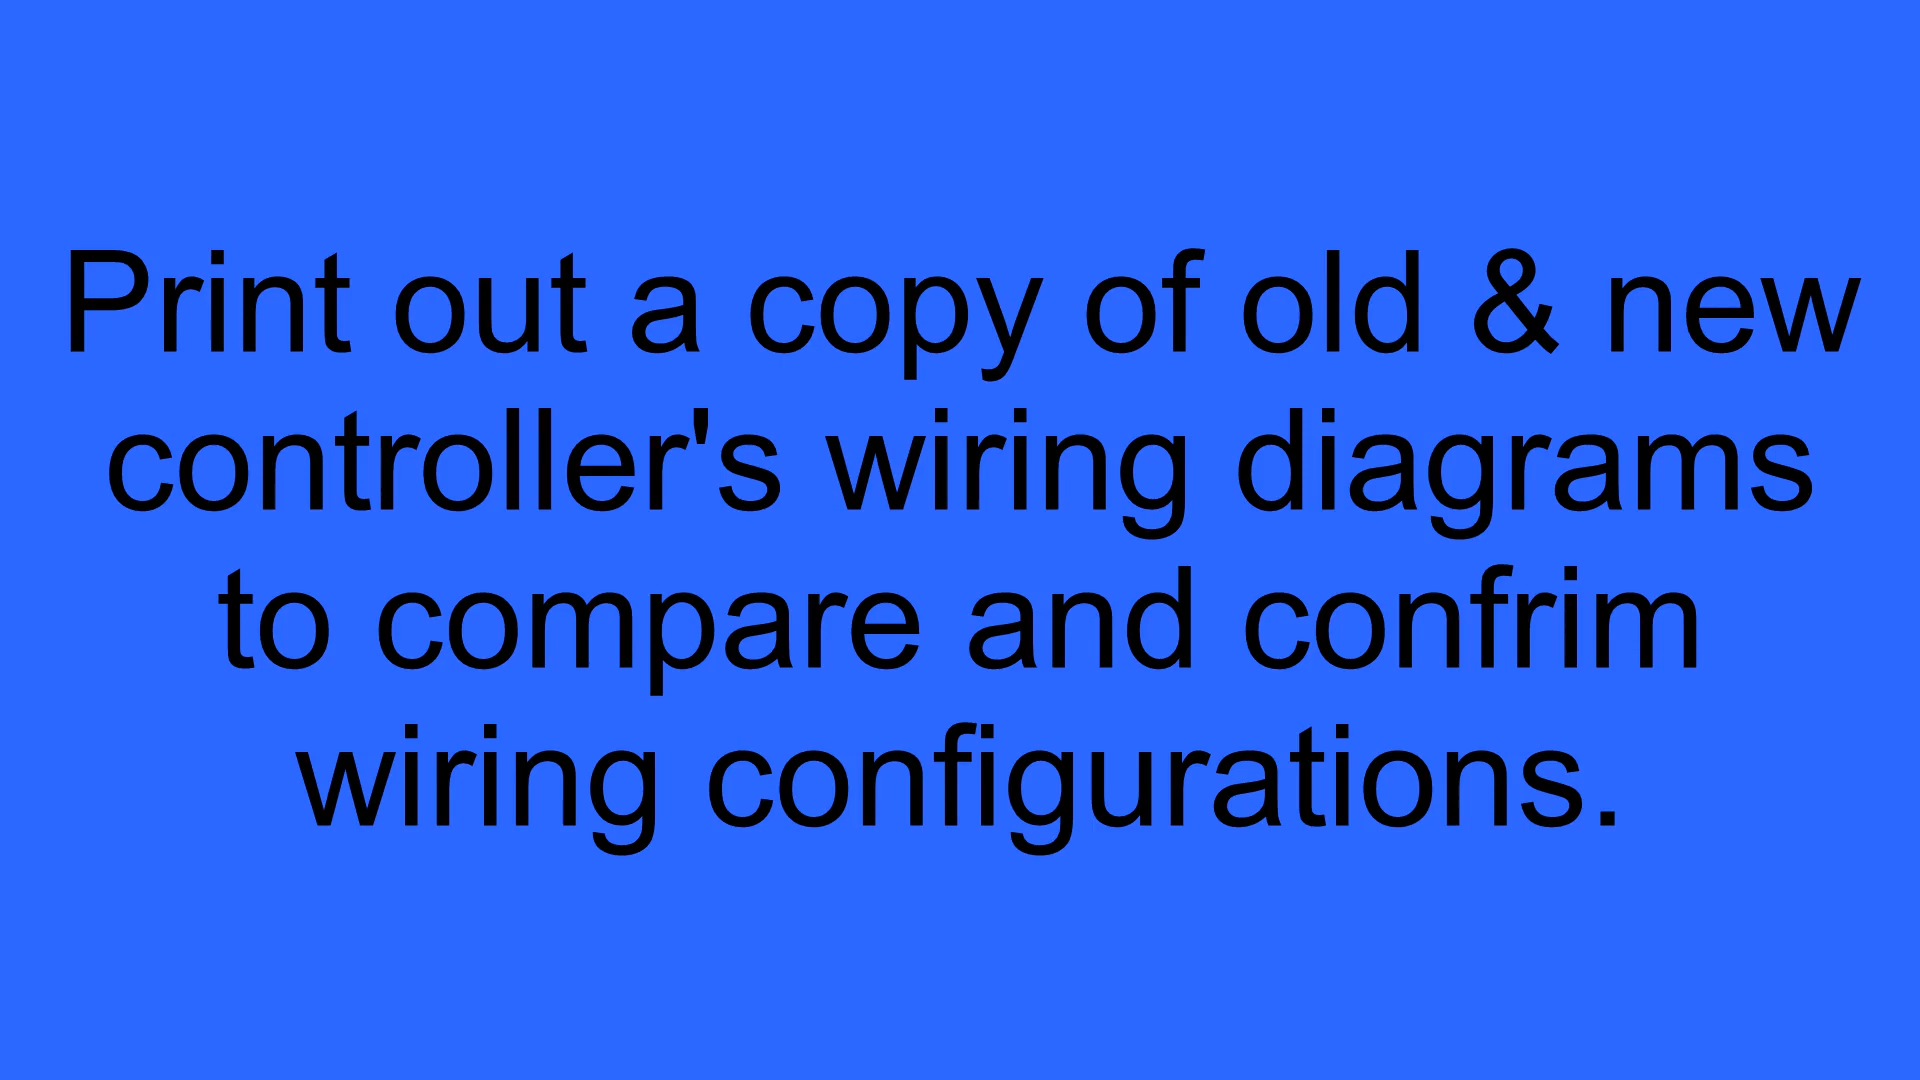 Print out a copy of old & new
controller's wiring diagrams
to compare and confrim
wiring configurations.